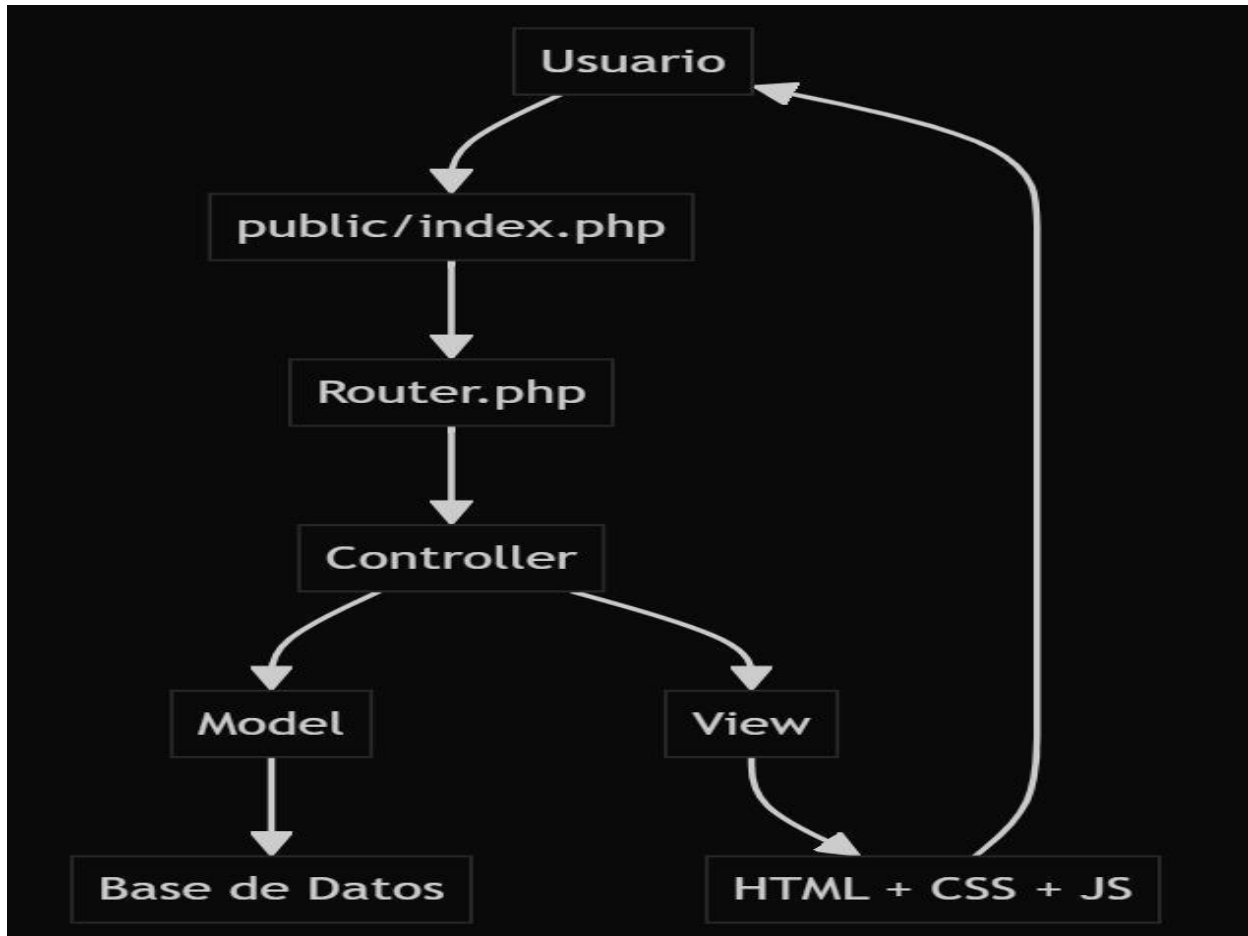 Usuario
public/index.php
Router.php
Controller
Model
View
Base de Datos
HTML + CSS + JS